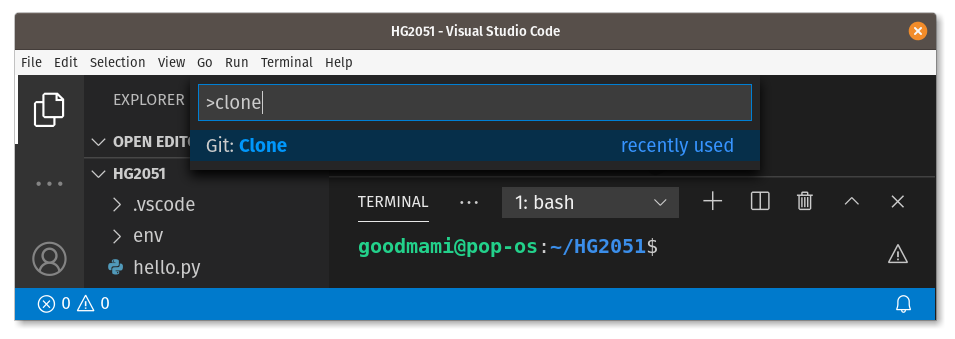 HG2051 - Visual Studio Code
File Edit Selection View Go Run Terminal Help
>clone
EXPLORER
Git: Clone recently used
OPEN EDITO
HG2051
.vscode
env
hello.py
TERMINAL ... 1: bash
goodmami@pop-os:~/HG2051$
0 0